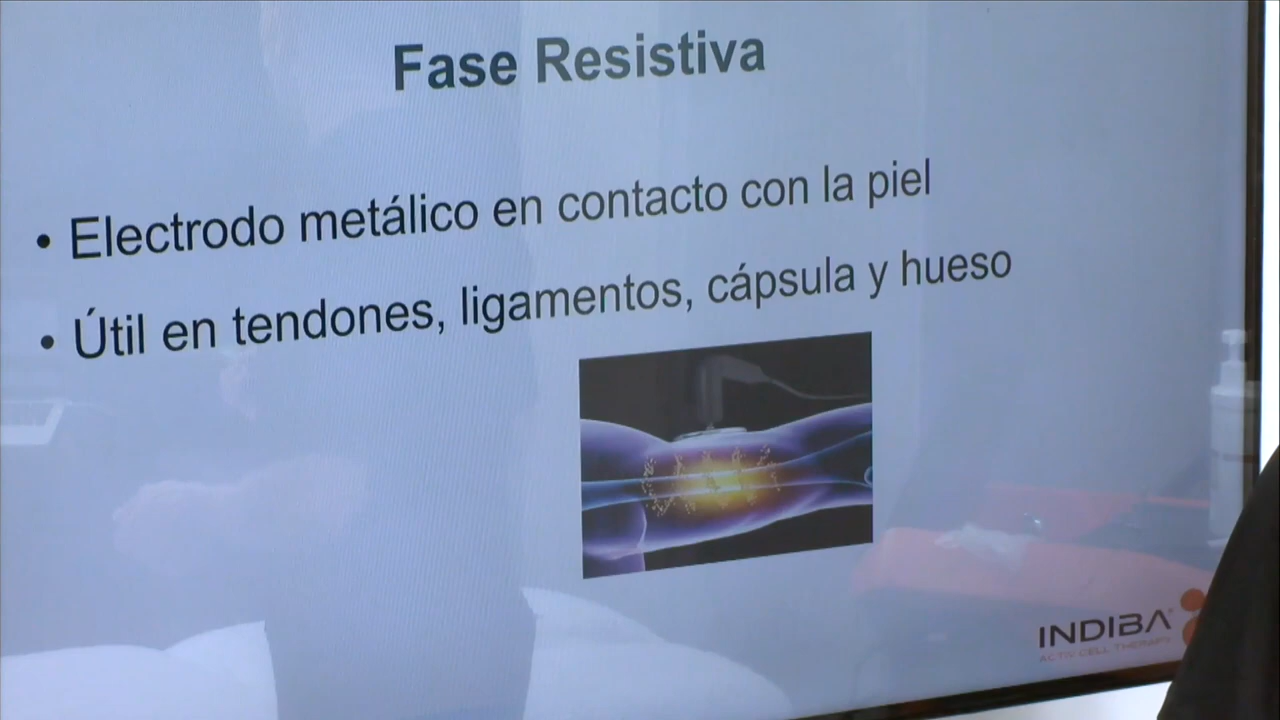 Fase Resistiva
• Electrodo metálico en contacto con la piel
• Útil en tendones, ligamentos, cápsula y hueso
INDIBA®
ACTIV CELL THERAPY